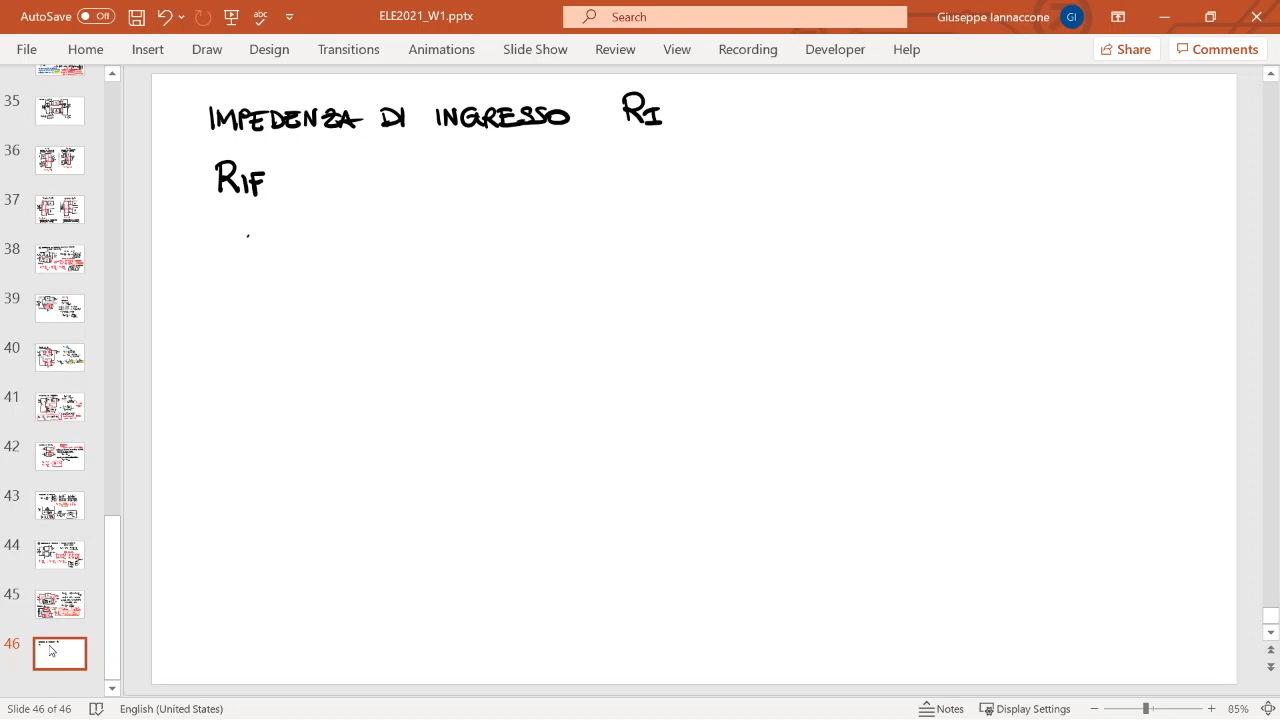 AutoSave Off ELE2021_W1.pptx Search Giuseppe Iannaccone GI
File Home Insert Draw Design Transitions Animations Slide Show Review View Recording Developer Help Share Comments
IMPEDENZA DI INGRESSO RI
RIF
35
36
37
38
39
40
41
42
43
44
45
46
Slide 46 of 46 English (United States) Notes Display Settings 85%